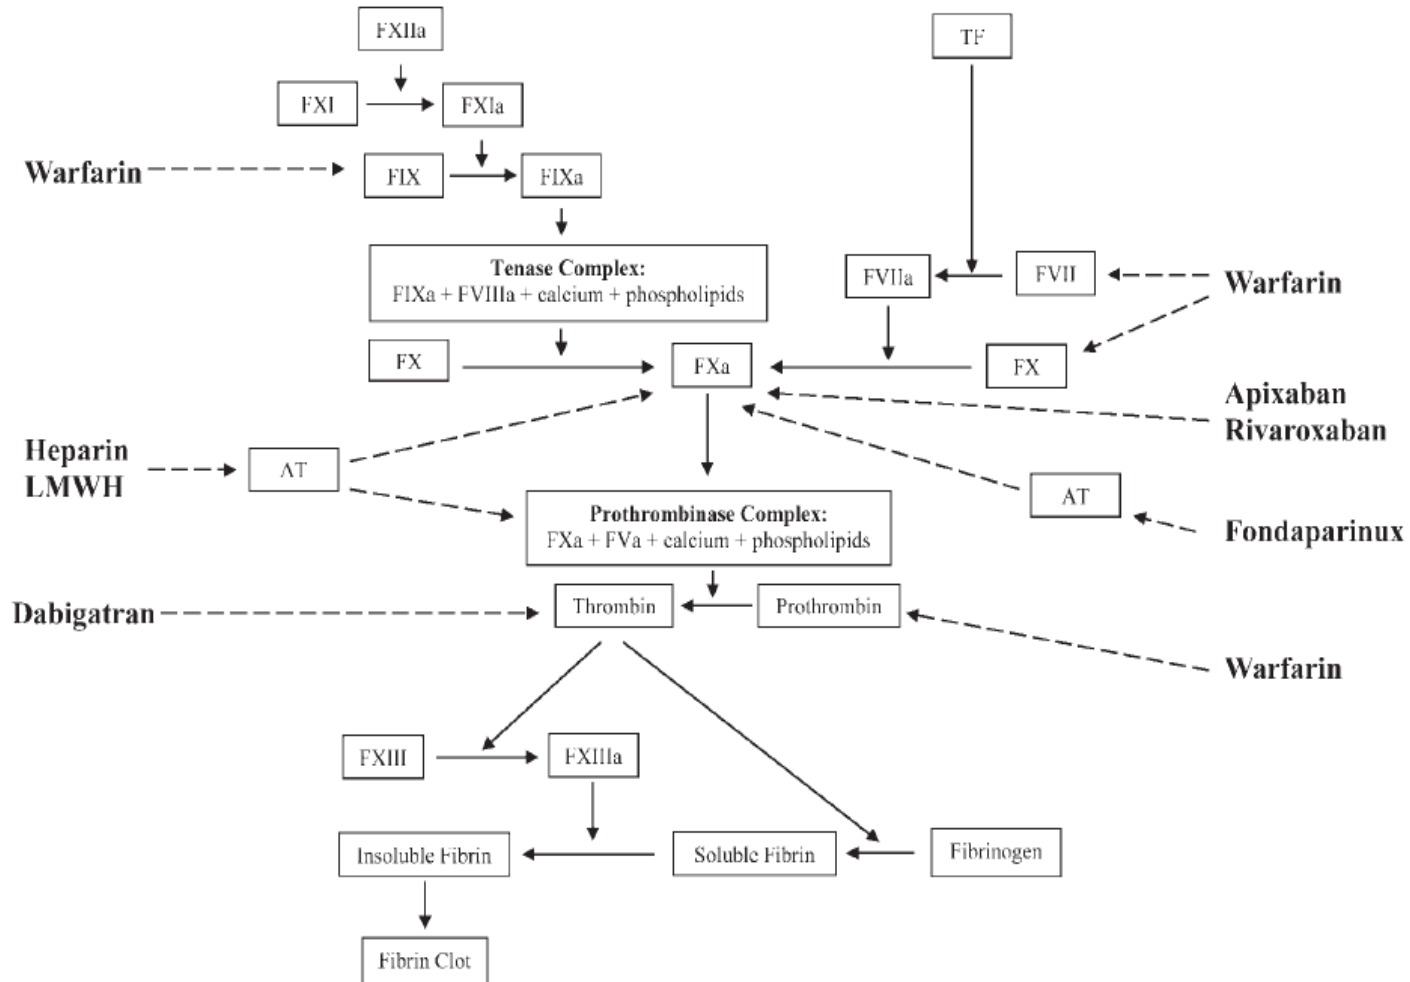 FXIIa
TF
FXI
FXIa
Warfarin
FIX
FIXa
Tenase Complex:
FIXa + FVIIIa + calcium + phospholipids
FVIIa
FVII
Warfarin
FX
FXa
FX
Apixaban
Rivaroxaban
Heparin
LMWH
AT
AT
Prothrombinase Complex:
FXa + FVa + calcium + phospholipids
Fondaparinux
Dabigatran
Thrombin
Prothrombin
Warfarin
FXIII
FXIIIa
Insoluble Fibrin
Soluble Fibrin
Fibrinogen
Fibrin Clot